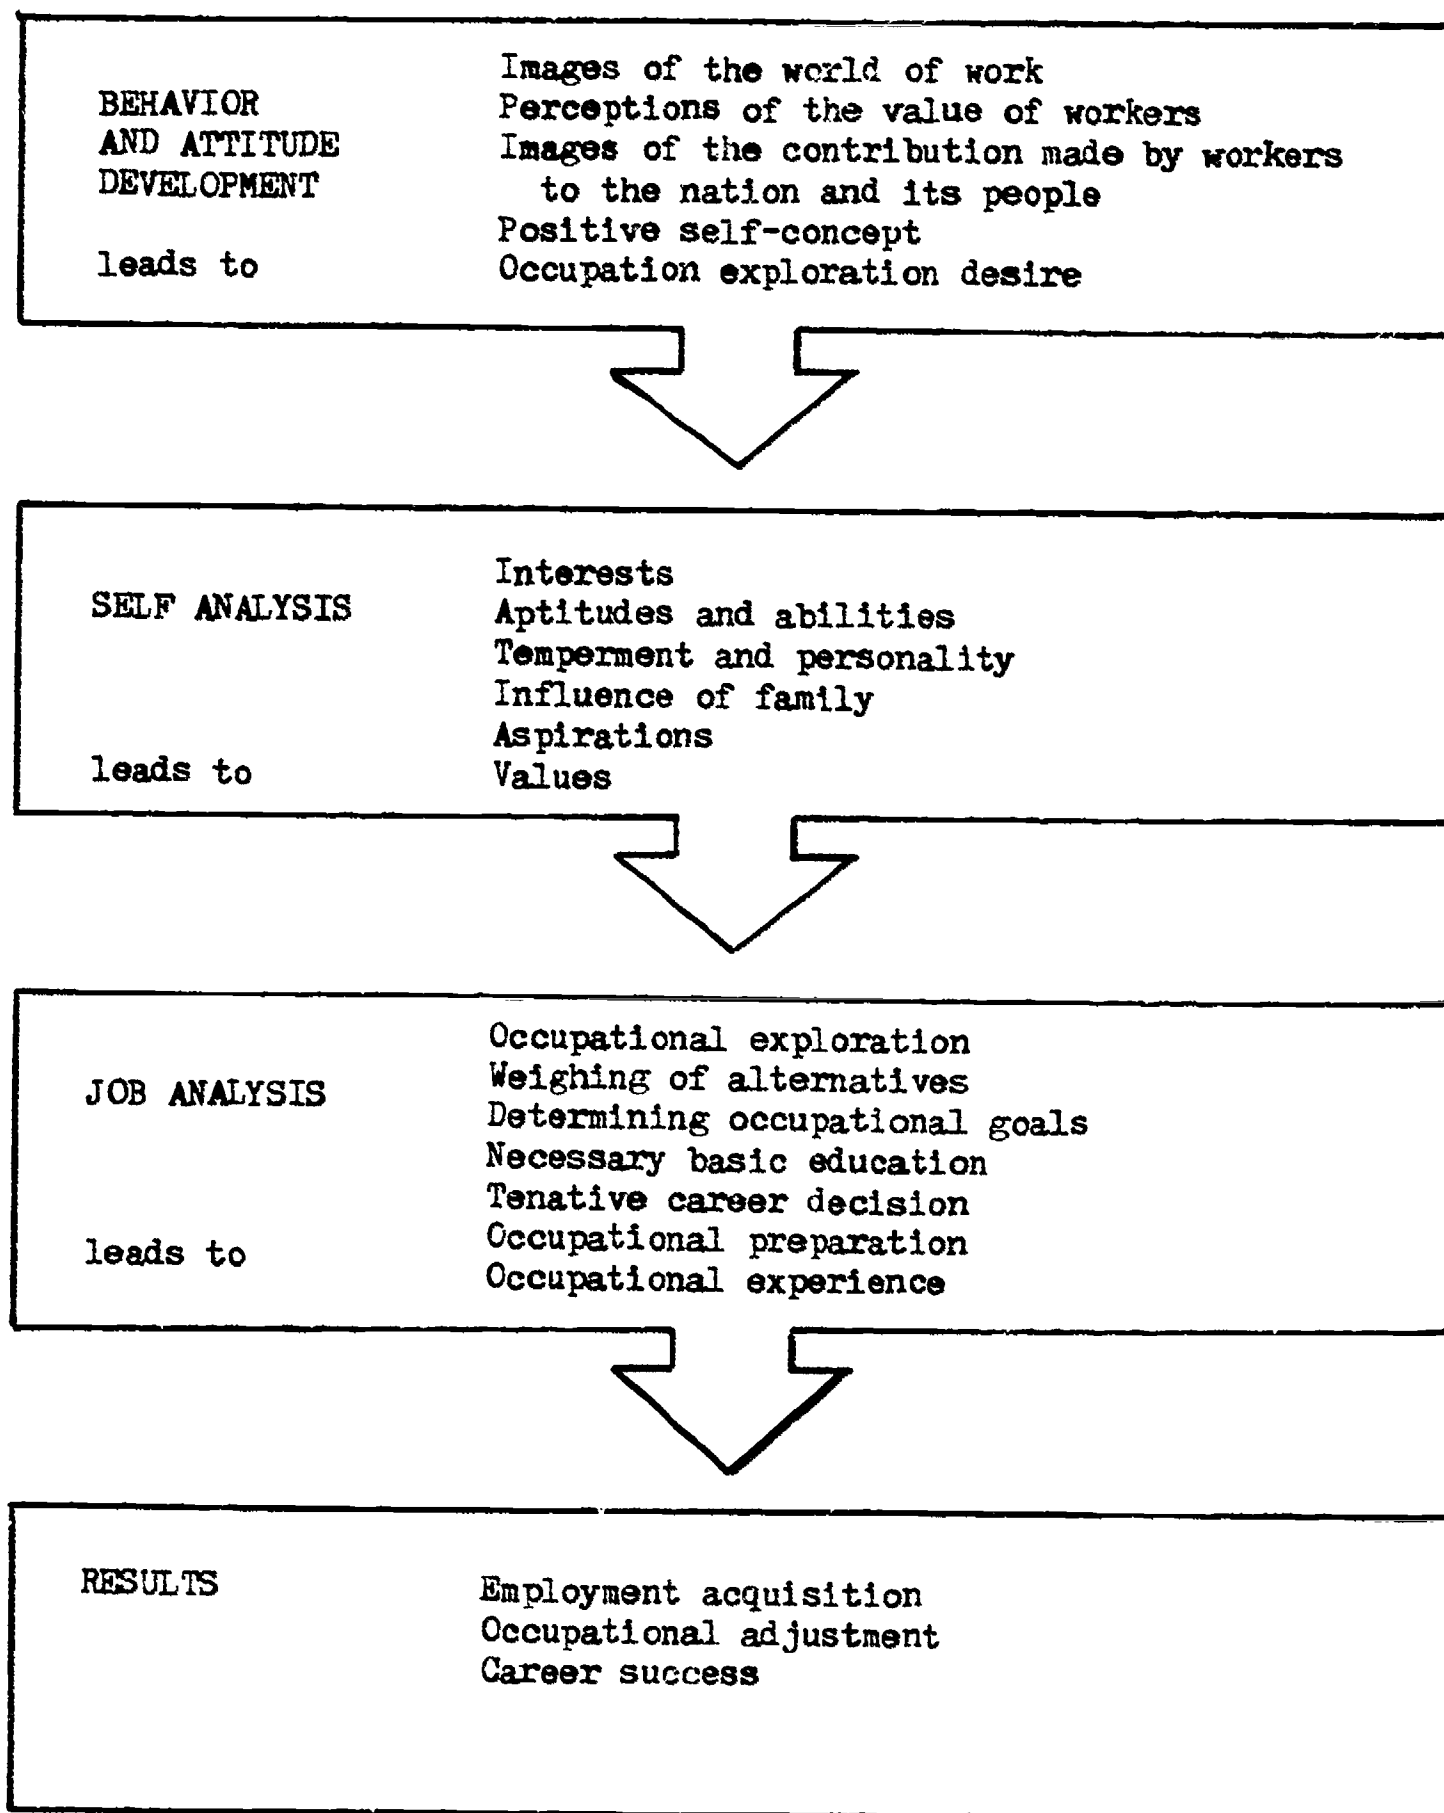 BEHAVIOR
AND ATTITUDE
DEVELOPMENT
leads to
Images of the world of work
Perceptions of the value of workers
Images of the contribution made by workers
to the nation and its people
Positive self-concept
Occupation exploration desire
SELF ANALYSIS
leads to
Interests
Aptitudes and abilities
Temperment and personality
Influence of family
Aspirations
Values
JOB ANALYSIS
leads to
Occupational exploration
Weighing of alternatives
Determining occupational goals
Necessary basic education
Tenative career decision
Occupational preparation
Occupational experience
RESULTS
Employment acquisition
Occupational adjustment
Career success